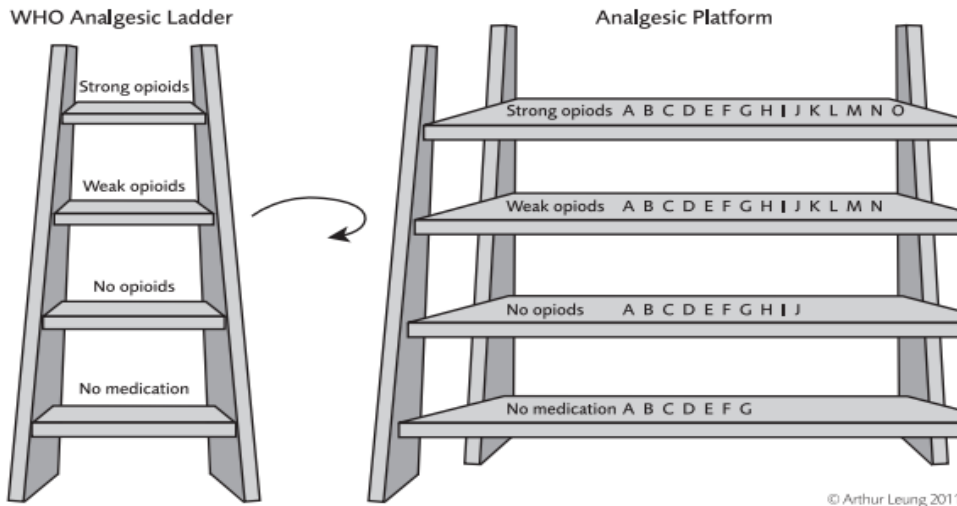 WHO Analgesic Ladder
Strong opioids
Weak opioids
No opioids
No medication
Analgesic Platform
Strong opiods A B C D E F G H I J K L M N O
Weak opiods A B C D E F G H I J K L M N
No opiods A B C D E F G H I J
No medication A B C D E F G
© Arthur Leung 2011